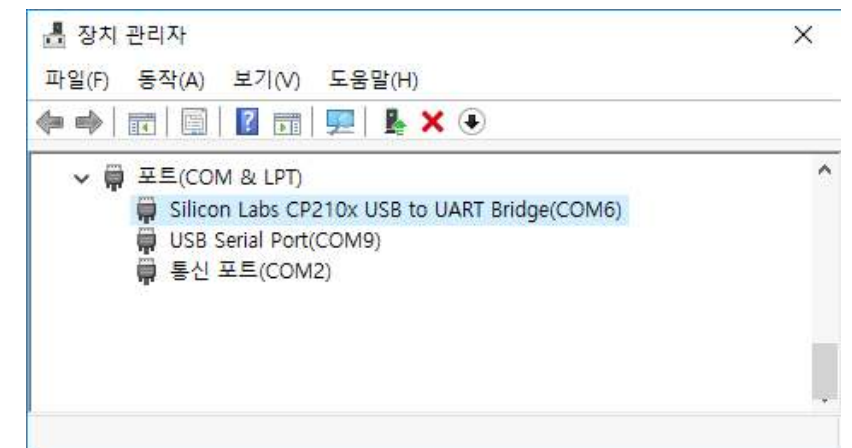 장치 관리자
파일(F) 동작(A) 보기(V) 도움말(H)
포트(COM & LPT)
Silicon Labs CP210x USB to UART Bridge(COM6)
USB Serial Port(COM9)
통신 포트(COM2)